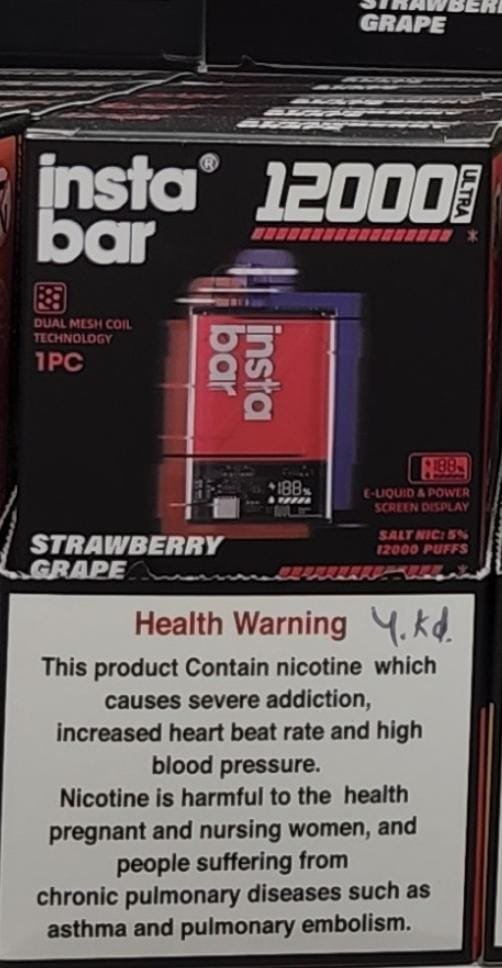 STRAWBER
GRAPE
insta®
bar
12000 ULTRA
DUAL MESH COIL
TECHNOLOGY
1PC
insta
bar
188%
188%
E-LIQUID & POWER
SCREEN DISPLAY
SALT NIC: 5%
12000 PUFFS
STRAWBERRY
GRAPE
Health Warning 4.kd.
This product Contain nicotine which
causes severe addiction,
increased heart beat rate and high
blood pressure.
Nicotine is harmful to the health
pregnant and nursing women, and
people suffering from
chronic pulmonary diseases such as
asthma and pulmonary embolism.